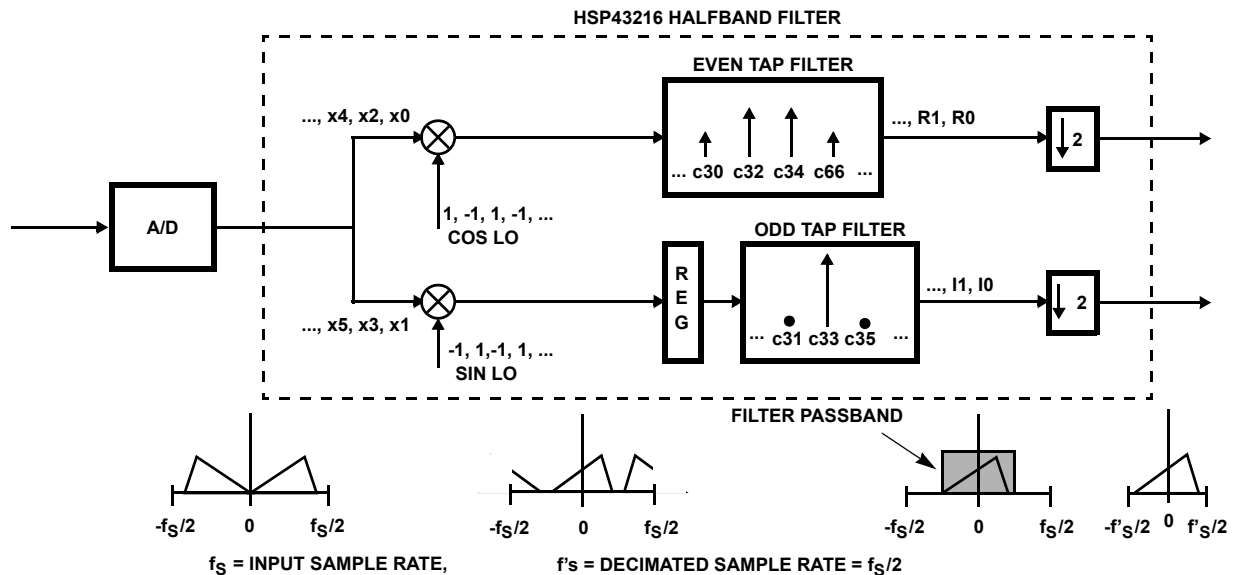 HSP43216 HALFBAND FILTER
EVEN TAP FILTER
..., x4, x2, x0
..., R1, R0
2
... c30 c32 c34 c66 ...
1, -1, 1, -1, ...
COS LO
A/D
ODD TAP FILTER
R
E
G
..., I1, I0
2
..., x5, x3, x1
... c31 c33 c35 ...
-1, 1,-1, 1, ...
SIN LO
FILTER PASSBAND
-fS/2 0 fS/2
-fS/2 0 fS/2
-fS/2 0 fS/2
-f'S/2 0 f'S/2
fS = INPUT SAMPLE RATE,
f's = DECIMATED SAMPLE RATE = fS/2